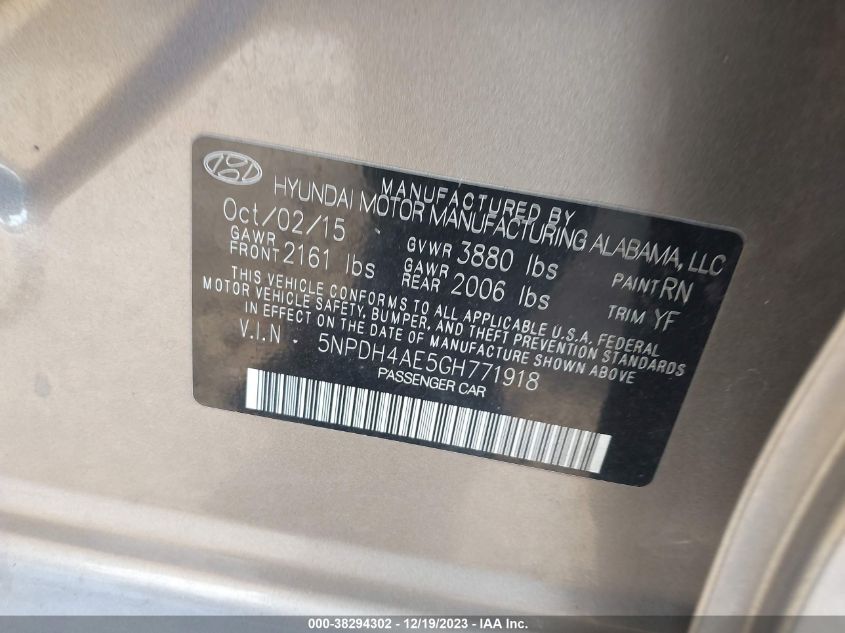 MANUFACTURED BY
HYUNDAI MOTOR MANUFACTURING ALABAMA, LLC
Oct/02/15 GVWR 3880 lbs PAINT RN
GAWR FRONT 2161 lbs GAWR REAR 2006 lbs TRIM YF
THIS VEHICLE CONFORMS TO ALL APPLICABLE U.S.A. FEDERAL
MOTOR VEHICLE SAFETY, BUMPER, AND THEFT PREVENTION STANDARDS
IN EFFECT ON THE DATE OF MANUFACTURE SHOWN ABOVE
V.I.N : 5NPDH4AE5GH771918
PASSENGER CAR
000-38294302 - 12/19/2023 - IAA Inc.